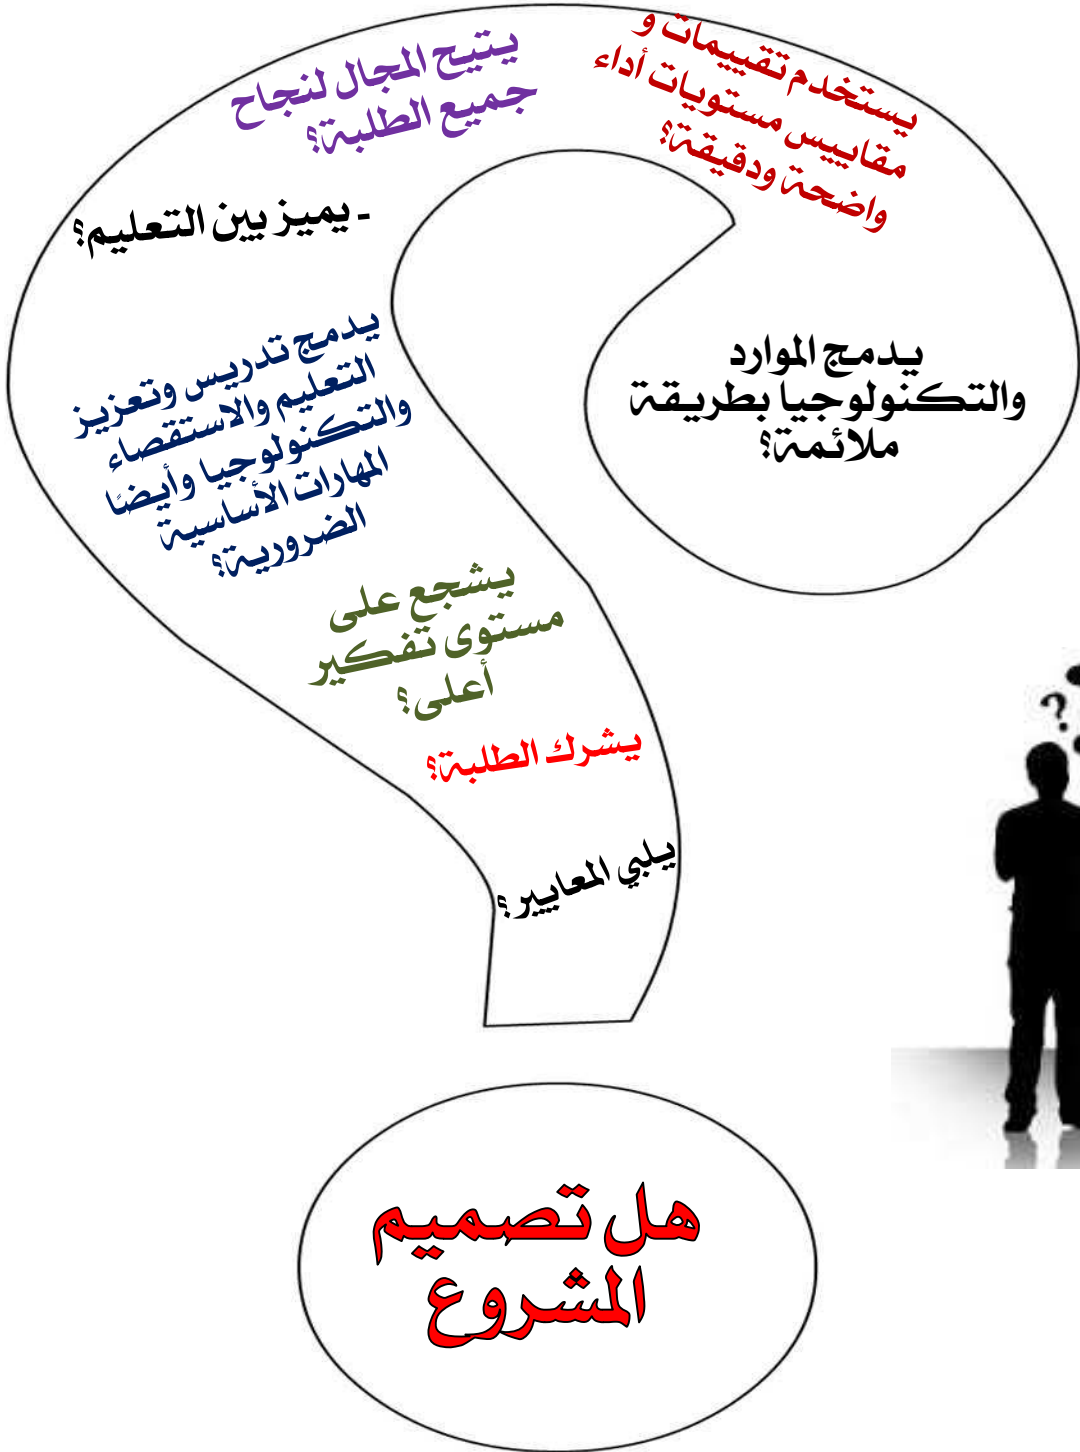 يستخدم تقييمات و
مقاييس مستويات أداء
واضحة ودقيقة؟
يتيح المجال لنجاح
جميع الطلبة؟
- يميز بين التعليم؟
يدمج الموارد
والتكنولوجيا بطريقة
ملائمة؟
يدمج تدريس وتعزيز
التعليم والاستقصاء
والتكنولوجيا وأيضًا
المهارات الأساسية
الضرورية؟
يشجع على
مستوى تفكير
أعلى؟
يشرك الطلبة؟
يلبي المعايير؟
?
هل تصميم
المشروع